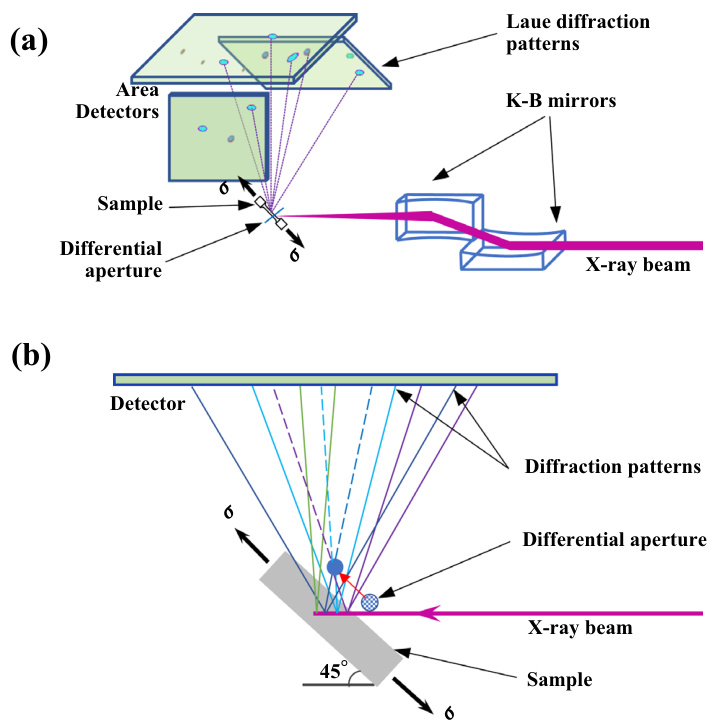 (a)
Laue diffraction
patterns
Area
Detectors
K-B mirrors
σ
Sample
Differential
aperture
σ
X-ray beam
(b)
Detector
Diffraction patterns
σ
Differential aperture
X-ray beam
45°
Sample
σ